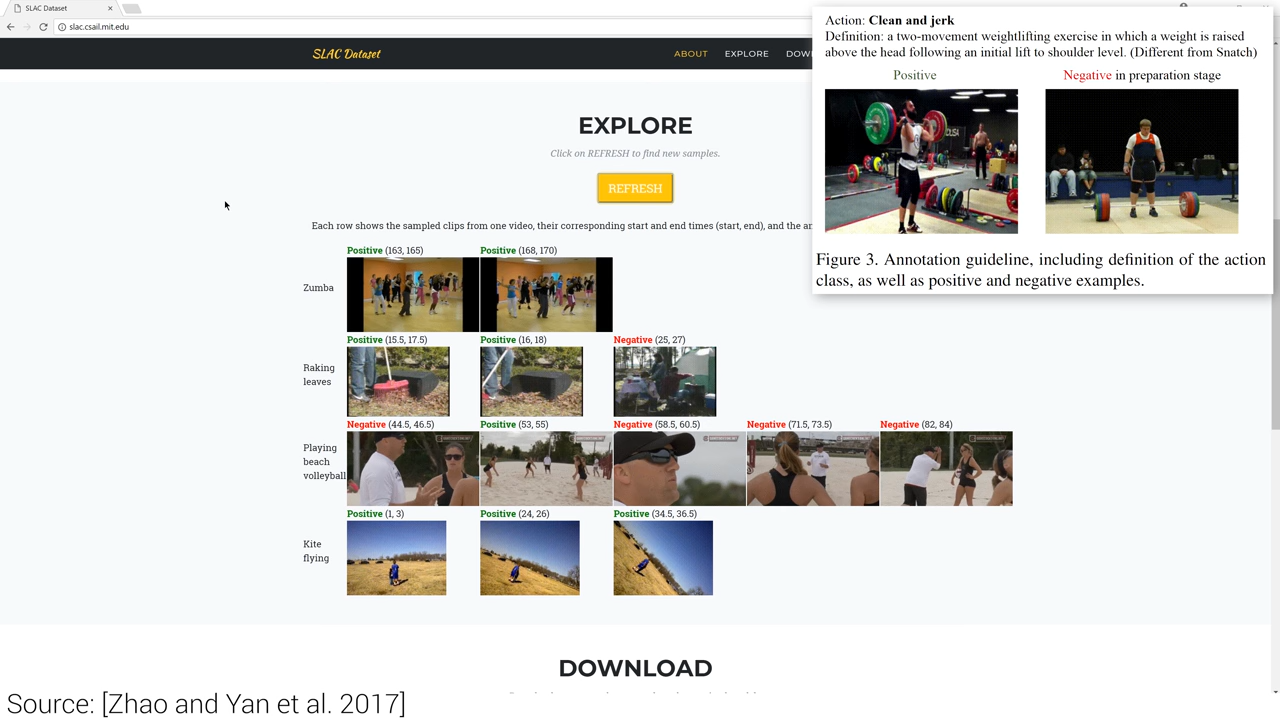 SLAC Dataset
slac.csail.mit.edu
SLAC Dataset
ABOUT
EXPLORE
EXPLORE
Click on REFRESH to find new samples.
REFRESH
Each row shows the sampled clips from one video, their corresponding start and end times (start, end), and the
Zumba
Positive (163, 165)
Positive (168, 170)
Raking
leaves
Positive (15.5, 17.5)
Positive (16, 18)
Negative (25, 27)
Playing
beach
volleyball
Negative (44.5, 46.5)
Positive (53, 55)
Negative (58.5, 60.5)
Negative (71.5, 73.5)
Negative (82, 84)
Kite
flying
Positive (1, 3)
Positive (24, 26)
Positive (34.5, 36.5)
DOWNLOAD
Action: Clean and jerk
Definition: a two-movement weightlifting exercise in which a weight is raised
above the head following an initial lift to shoulder level. (Different from Snatch)
Positive
Negative in preparation stage
Figure 3. Annotation guideline, including definition of the action
class, as well as positive and negative examples.
Source: [Zhao and Yan et al. 2017]